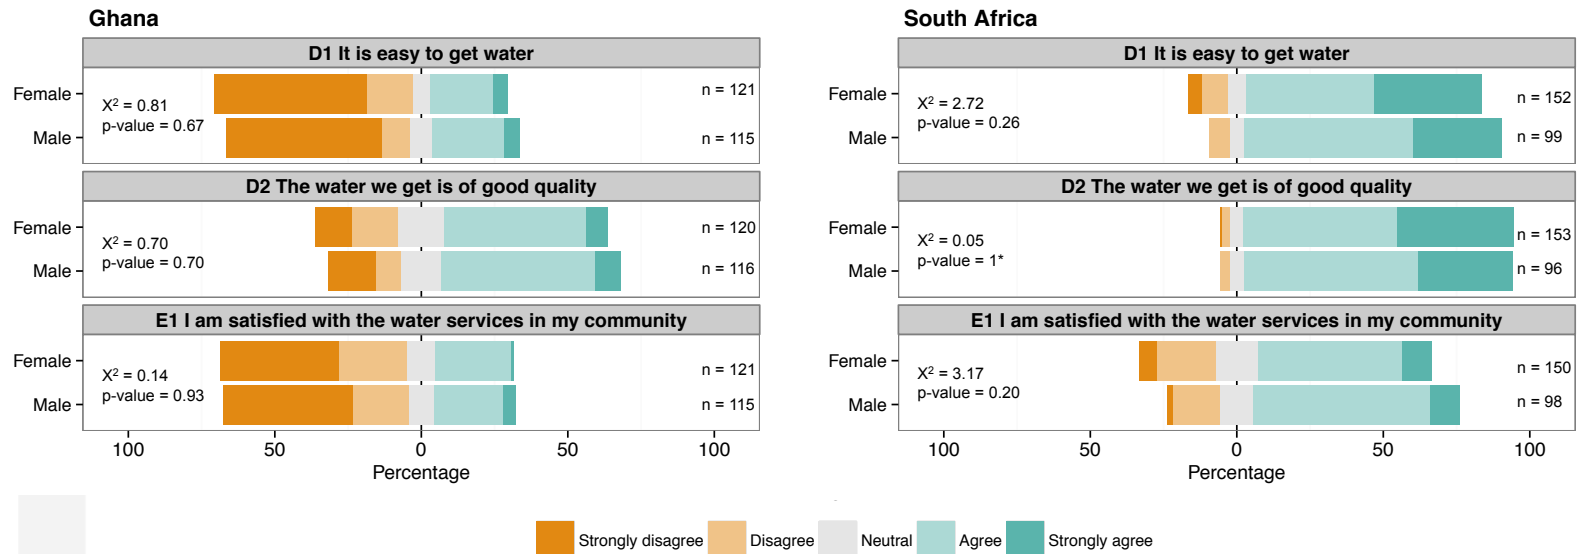 Ghana
D1 It is easy to get water
Female
X² = 0.81
p-value = 0.67
n = 121
Male
n = 115
D2 The water we get is of good quality
Female
X² = 0.70
p-value = 0.70
n = 120
Male
n = 116
E1 I am satisfied with the water services in my community
Female
X² = 0.14
p-value = 0.93
n = 121
Male
n = 115
100 50 0 50 100
Percentage
South Africa
D1 It is easy to get water
Female
X² = 2.72
p-value = 0.26
n = 152
Male
n = 99
D2 The water we get is of good quality
Female
X² = 0.05
p-value = 1*
n = 153
Male
n = 96
E1 I am satisfied with the water services in my community
Female
X² = 3.17
p-value = 0.20
n = 150
Male
n = 98
100 50 0 50 100
Percentage
Strongly disagree Disagree Neutral Agree Strongly agree